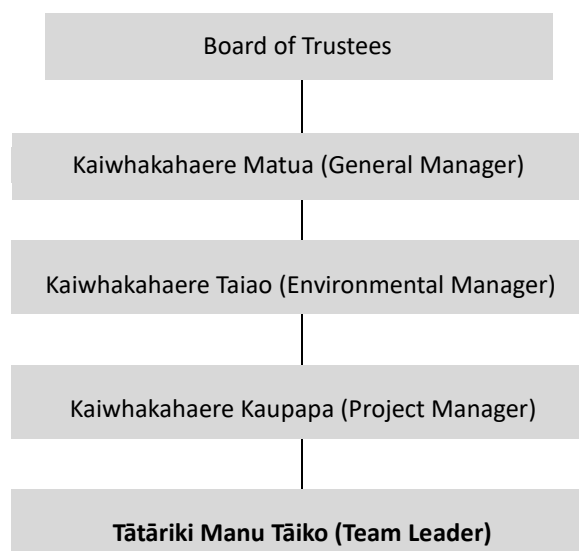 Board of Trustees
Kaiwhakahaere Matua (General Manager)
Kaiwhakahaere Taiao (Environmental Manager)
Kaiwhakahaere Kaupapa (Project Manager)
Tātāriki Manu Tāiko (Team Leader)